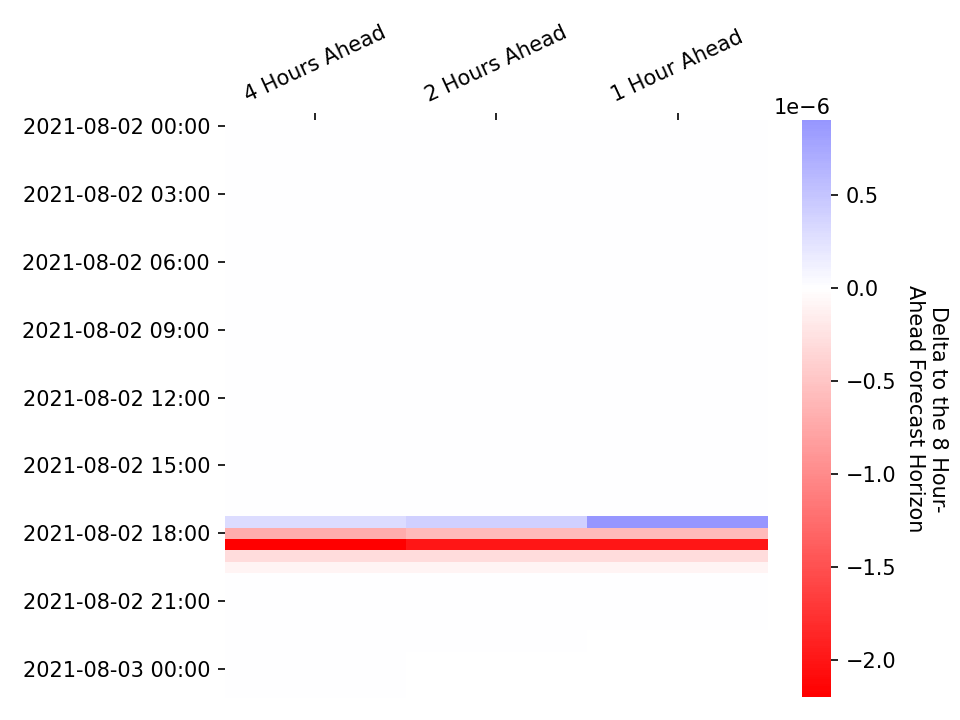 4 Hours Ahead
2 Hours Ahead
1 Hour Ahead
1e−6
2021-08-02 00:00
2021-08-02 03:00
2021-08-02 06:00
2021-08-02 09:00
2021-08-02 12:00
2021-08-02 15:00
2021-08-02 18:00
2021-08-02 21:00
2021-08-03 00:00
0.5
0.0
−0.5
−1.0
−1.5
−2.0
Delta to the 8 Hour-
Ahead Forecast Horizon